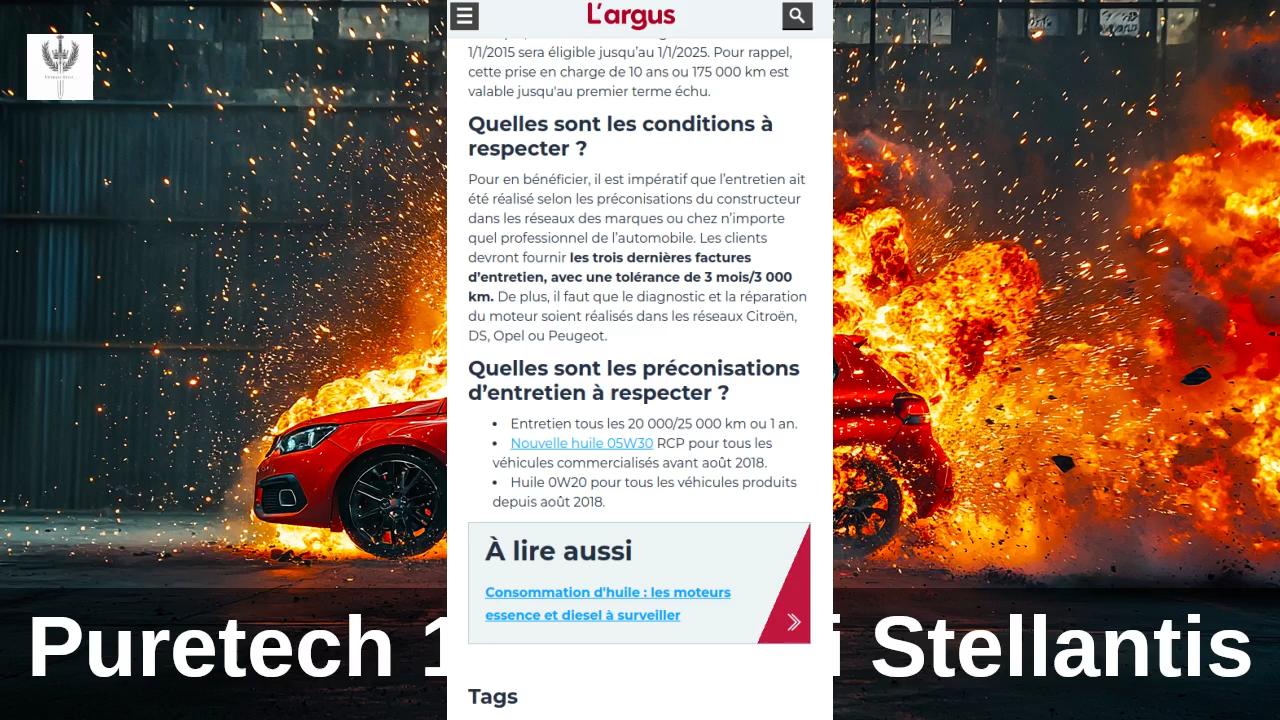 L'argus
1/1/2015 sera éligible jusqu'au 1/1/2025. Pour rappel,
cette prise en charge de 10 ans ou 175 000 km est
valable jusqu'au premier terme échu.
Quelles sont les conditions à
respecter ?
Pour en bénéficier, il est impératif que l'entretien ait
été réalisé selon les préconisations du constructeur
dans les réseaux des marques ou chez n'importe
quel professionnel de l'automobile. Les clients
devront fournir les trois dernières factures
d'entretien, avec une tolérance de 3 mois/3 000
km. De plus, il faut que le diagnostic et la réparation
du moteur soient réalisés dans les réseaux Citroën,
DS, Opel ou Peugeot.
Quelles sont les préconisations
d'entretien à respecter ?
• Entretien tous les 20 000/25 000 km ou 1 an.
• Nouvelle huile 05W30 RCP pour tous les
véhicules commercialisés avant août 2018.
• Huile 0W20 pour tous les véhicules produits
depuis août 2018.
À lire aussi
Consommation d'huile : les moteurs
essence et diesel à surveiller
Tags
Puretech 1 i Stellantis